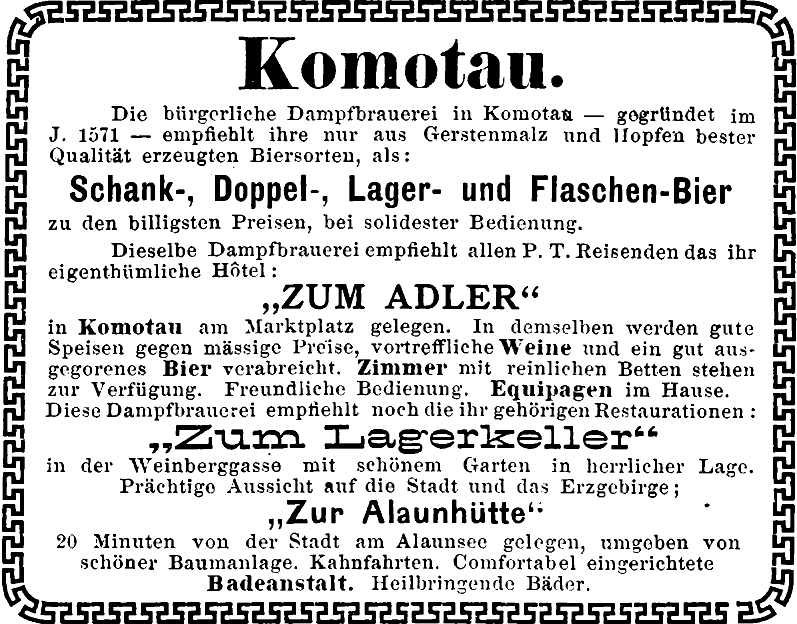 Komotau.
Die bürgerliche Dampfbrauerei in Komotau — gegründet im
J. 1571 — empfiehlt ihre nur aus Gerstenmalz und Hopfen bester
Qualität erzeugten Biersorten, als:
Schank-, Doppel-, Lager- und Flaschen-Bier
zu den billigsten Preisen, bei solidester Bedienung.
Dieselbe Dampfbrauerei empfiehlt allen P. T. Reisenden das ihr
eigenthümliche Hôtel:
„ZUM ADLER“
in Komotau am Marktplatz gelegen. In demselben werden gute
Speisen gegen mässige Preise, vortreffliche Weine und ein gut aus-
gegorenes Bier verabreicht. Zimmer mit reinlichen Betten stehen
zur Verfügung. Freundliche Bedienung. Equipagen im Hause.
Diese Dampfbrauerei empfiehlt noch die ihr gehörigen Restaurationen:
„Zum Lagerkeller“
in der Weinberggasse mit schönem Garten in herrlicher Lage.
Prächtige Aussicht auf die Stadt und das Erzgebirge;
„Zur Alaunhütte“
20 Minuten von der Stadt am Alaunsee gelegen, umgeben von
schöner Baumanlage. Kahnfahrten. Comfortabel eingerichtete
Badeanstalt. Heilbringende Bäder.